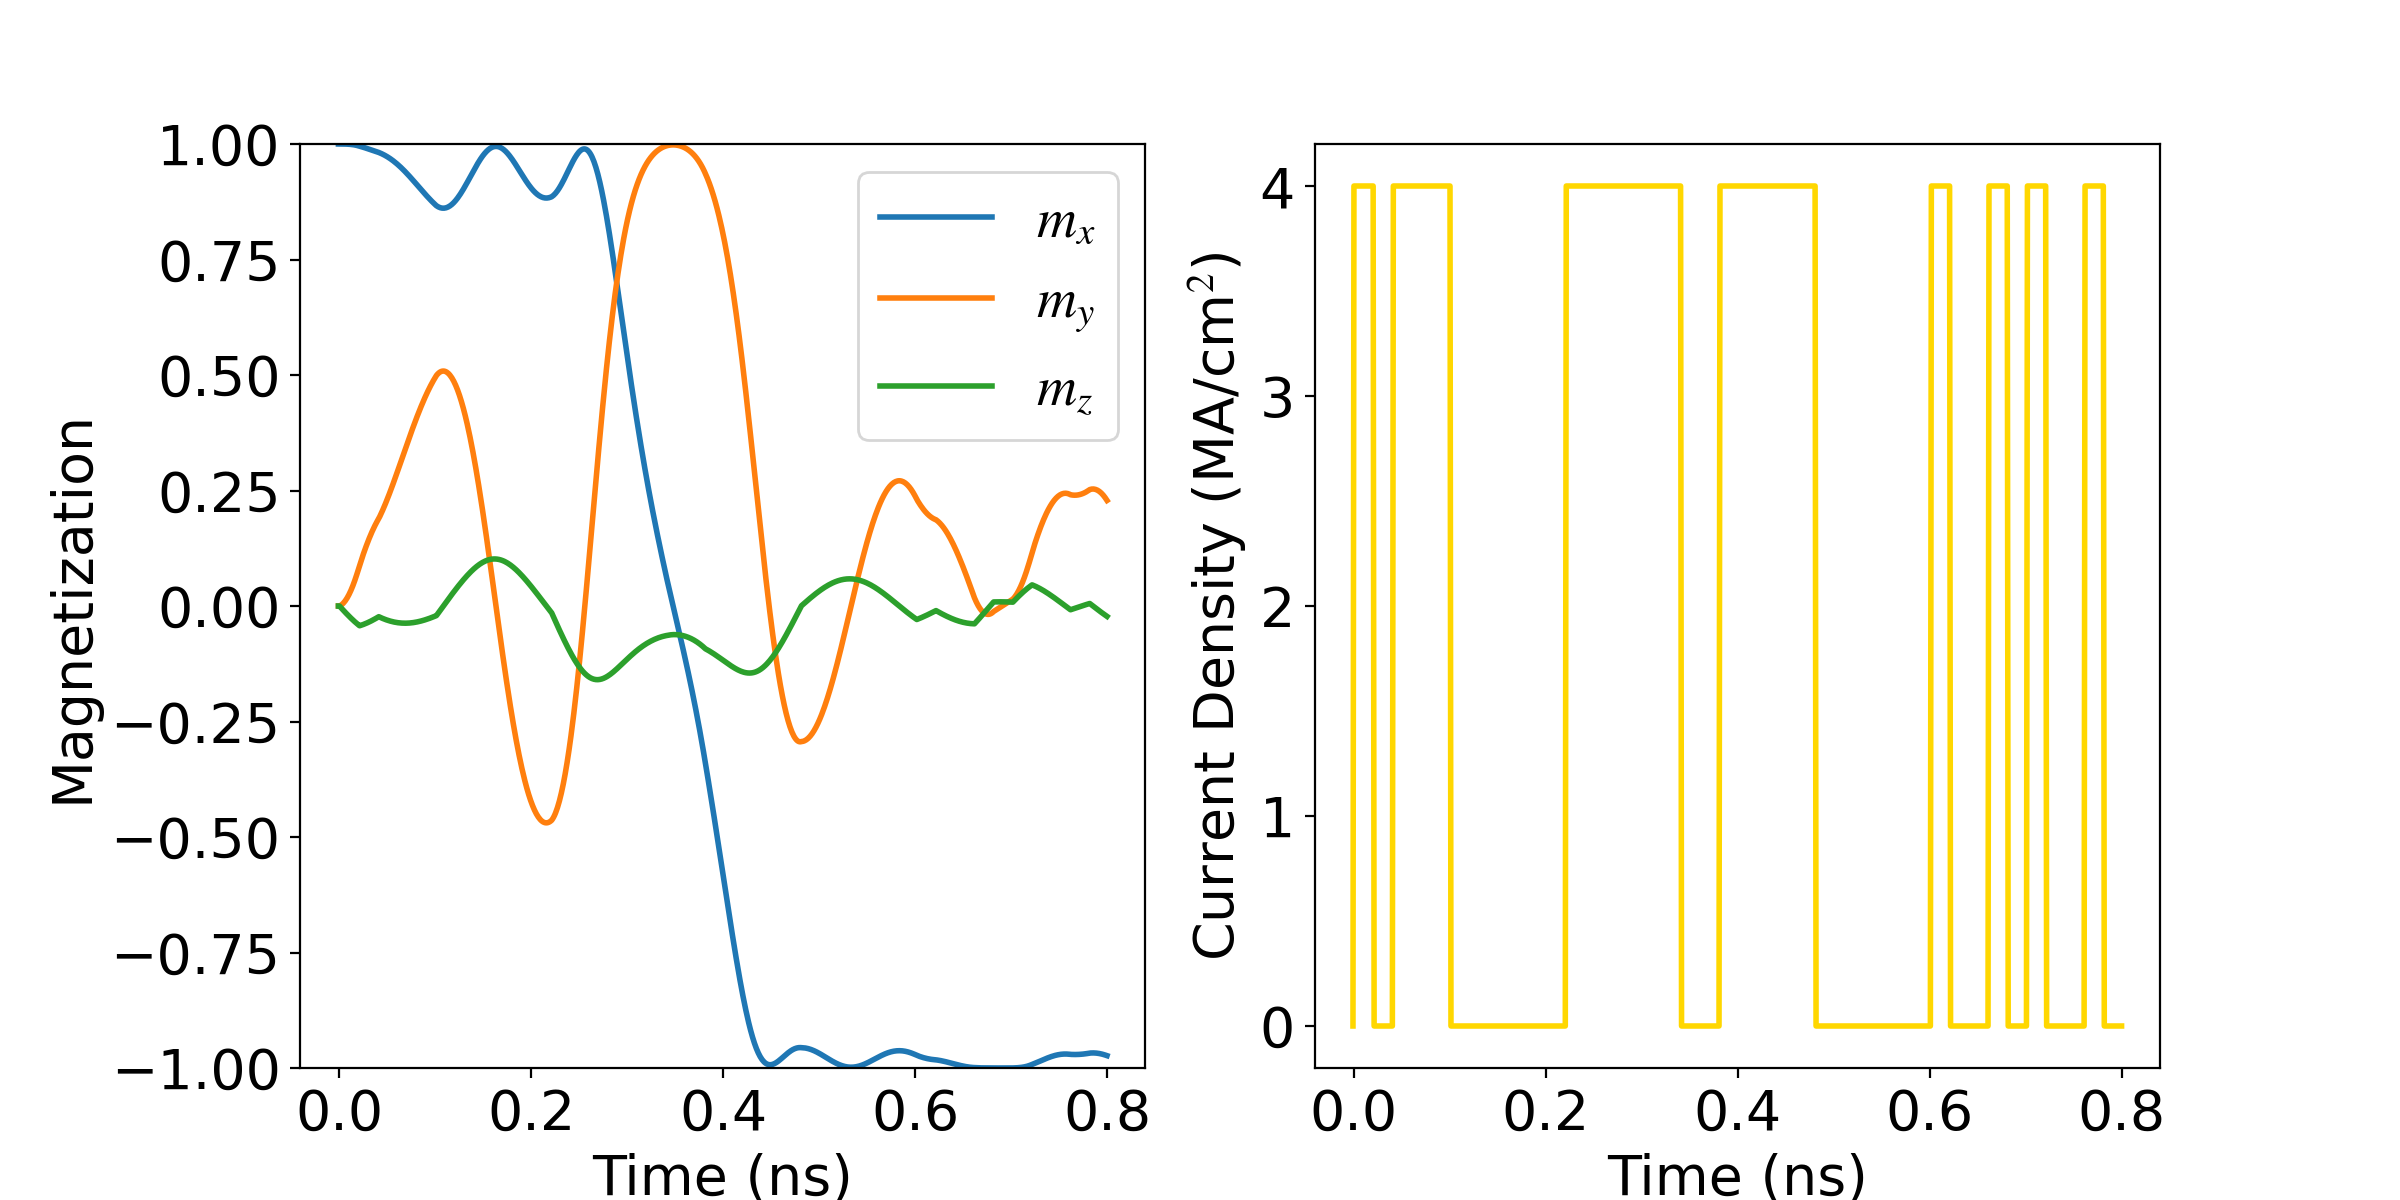 Magnetization
1.00
0.75
0.50
0.25
0.00
−0.25
−0.50
−0.75
−1.00
0.0 0.2 0.4 0.6 0.8
Time (ns)
m_x
m_y
m_z
Current Density (MA/cm²)
4
3
2
1
0
0.0 0.2 0.4 0.6 0.8
Time (ns)